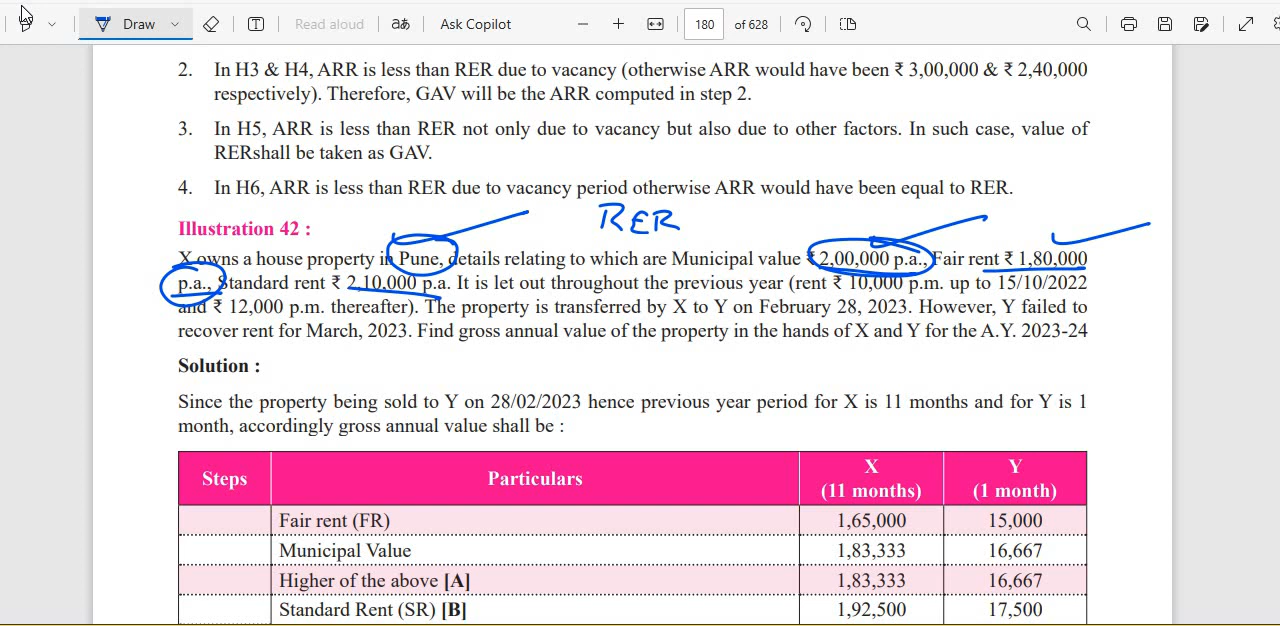 Draw
Read aloud
aあ
Ask Copilot
180 of 628
2. In H3 & H4, ARR is less than RER due to vacancy (otherwise ARR would have been ₹ 3,00,000 & ₹ 2,40,000
respectively). Therefore, GAV will be the ARR computed in step 2.
3. In H5, ARR is less than RER not only due to vacancy but also due to other factors. In such case, value of
RERshall be taken as GAV.
4. In H6, ARR is less than RER due to vacancy period otherwise ARR would have been equal to RER.
Illustration 42 :
RER
X owns a house property in Pune, details relating to which are Municipal value ₹ 2,00,000 p.a., Fair rent ₹ 1,80,000
p.a., Standard rent ₹ 2,10,000 p.a. It is let out throughout the previous year (rent ₹ 10,000 p.m. up to 15/10/2022
and ₹ 12,000 p.m. thereafter). The property is transferred by X to Y on February 28, 2023. However, Y failed to
recover rent for March, 2023. Find gross annual value of the property in the hands of X and Y for the A.Y. 2023-24
Solution :
Since the property being sold to Y on 28/02/2023 hence previous year period for X is 11 months and for Y is 1
month, accordingly gross annual value shall be :
Steps Particulars X (11 months) Y (1 month)
Fair rent (FR) 1,65,000 15,000
Municipal Value 1,83,333 16,667
Higher of the above [A] 1,83,333 16,667
Standard Rent (SR) [B] 1,92,500 17,500